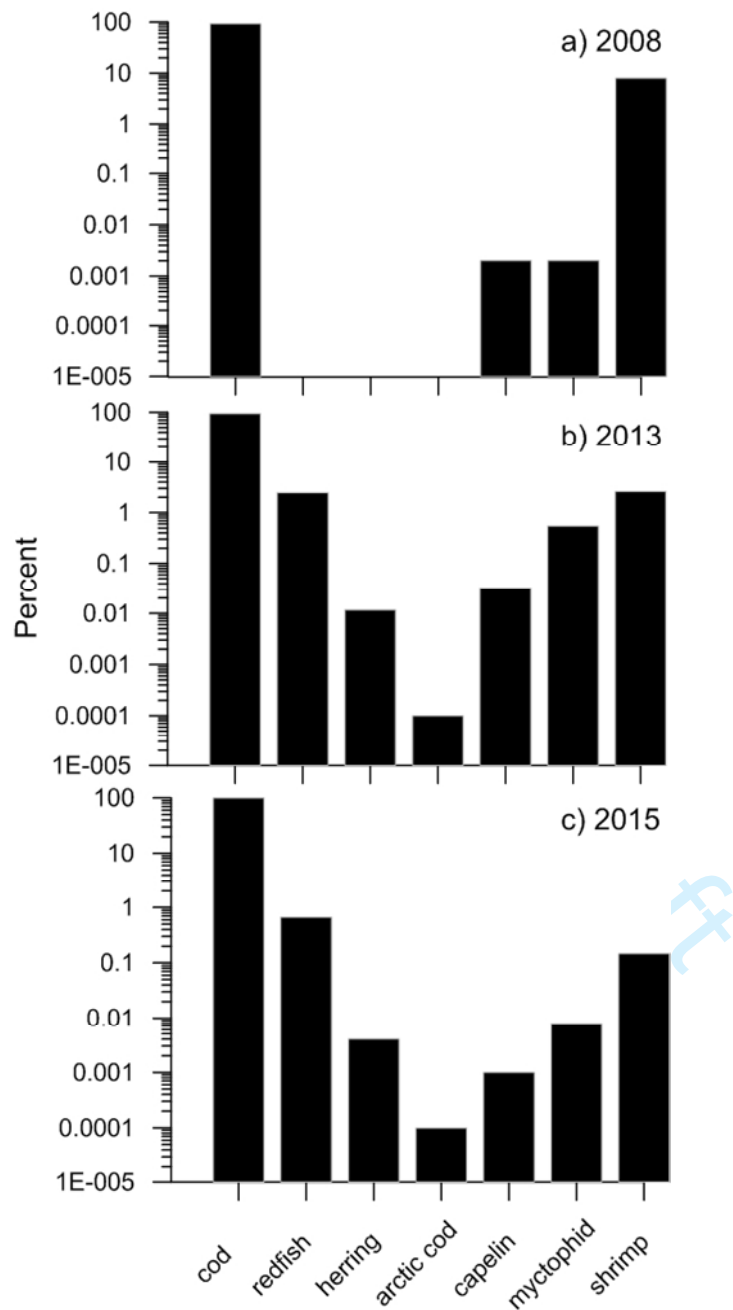 a) 2008
100
10
1
0.1
0.01
0.001
0.0001
1E-005
b) 2013
100
10
1
0.1
0.01
0.001
0.0001
1E-005
Percent
c) 2015
100
10
1
0.1
0.01
0.001
0.0001
1E-005
cod
redfish
herring
arctic cod
capelin
myctophid
shrimp
ft